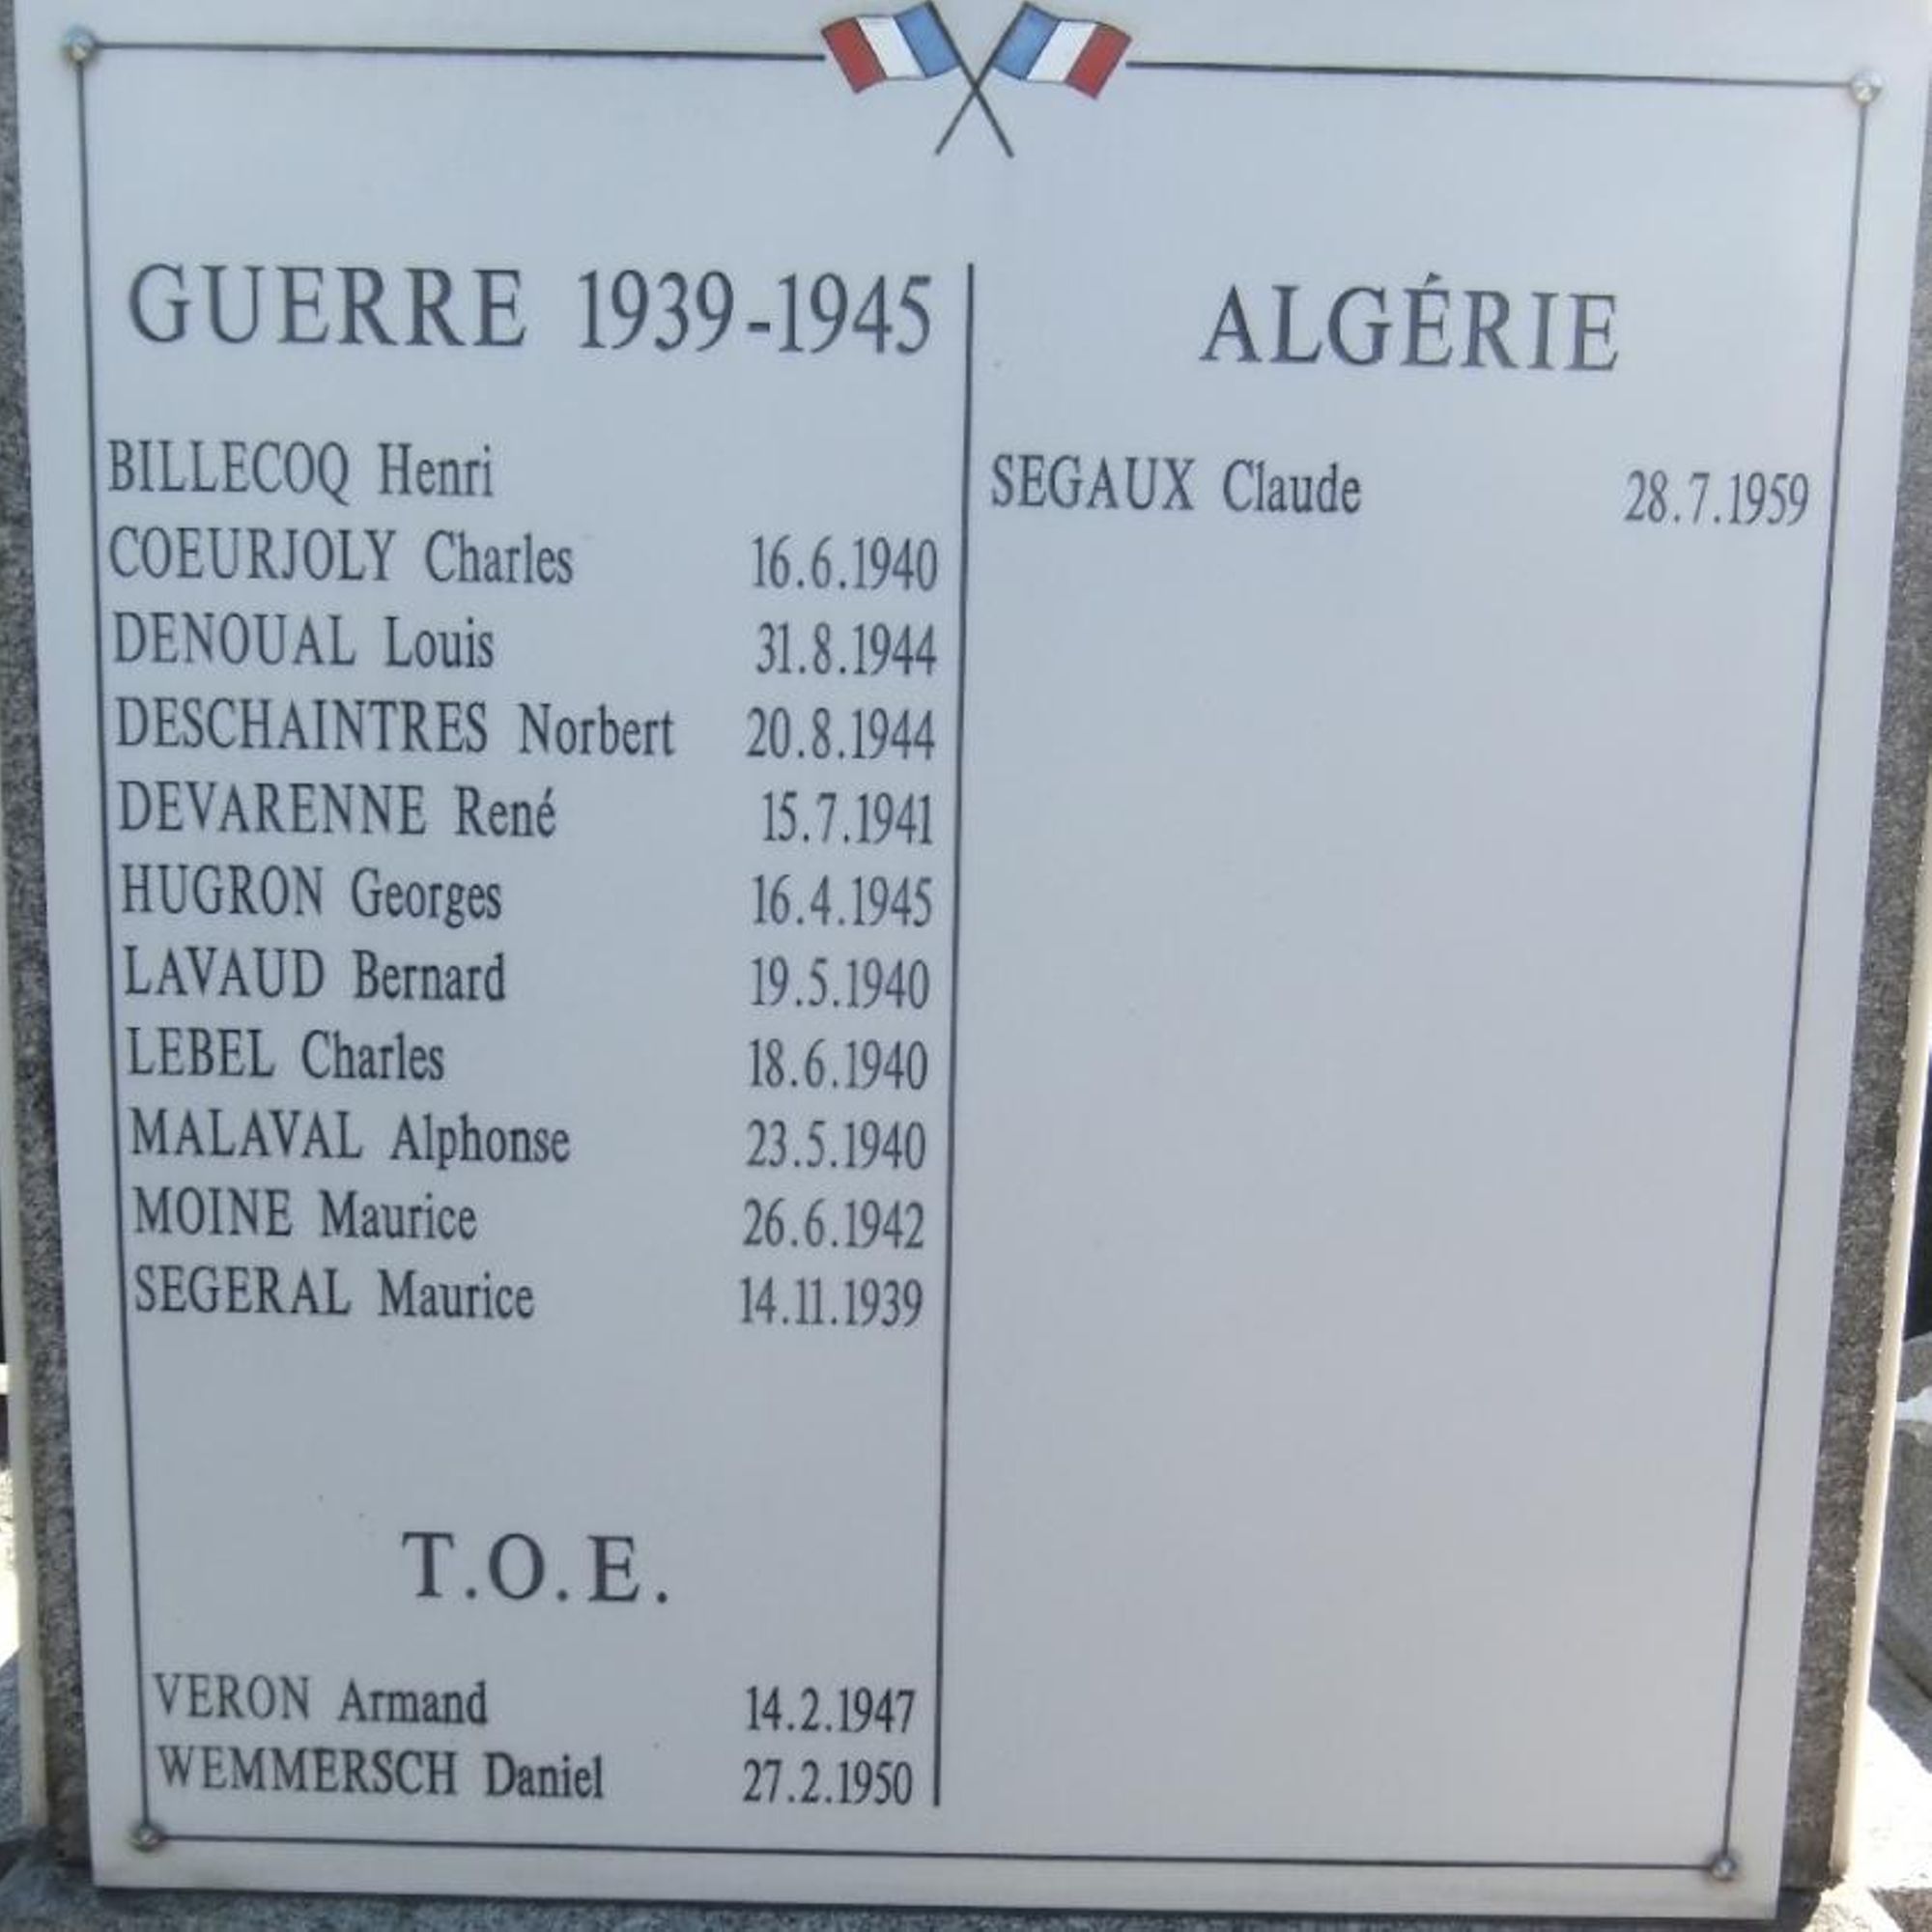 GUERRE 1939-1945
BILLECOQ Henri
COEURJOLY Charles 16.6.1940
DENOUAL Louis 31.8.1944
DESCHAINTRES Norbert 20.8.1944
DEVARENNE René 15.7.1941
HUGRON Georges 16.4.1945
LAVAUD Bernard 19.5.1940
LEBEL Charles 18.6.1940
MALAVAL Alphonse 23.5.1940
MOINE Maurice 26.6.1942
SEGERAL Maurice 14.11.1939
T.O.E.
VERON Armand 14.2.1947
WEMMERSCH Daniel 27.2.1950
ALGÉRIE
SEGAUX Claude 28.7.1959